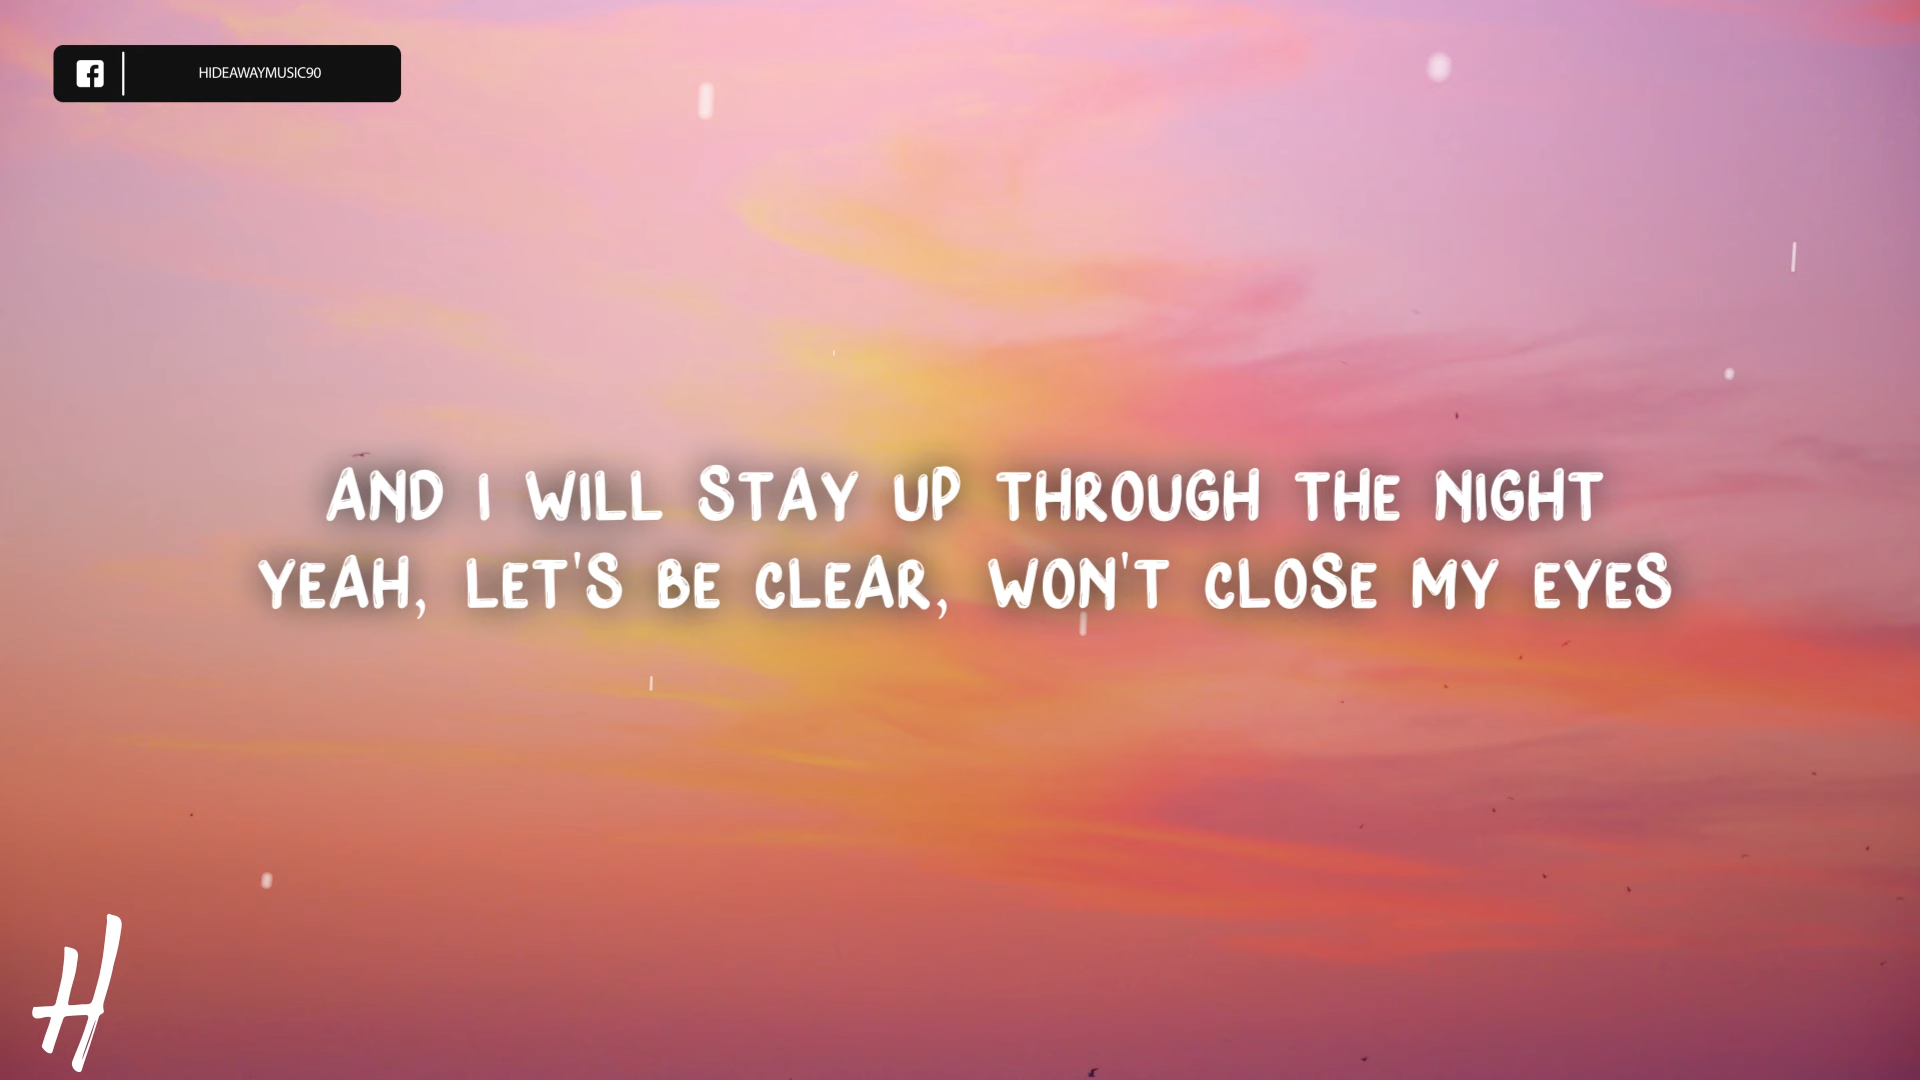 HIDEAWAYMUSIC90
AND I WILL STAY UP THROUGH THE NIGHT
YEAH, LET'S BE CLEAR, WON'T CLOSE MY EYES
H